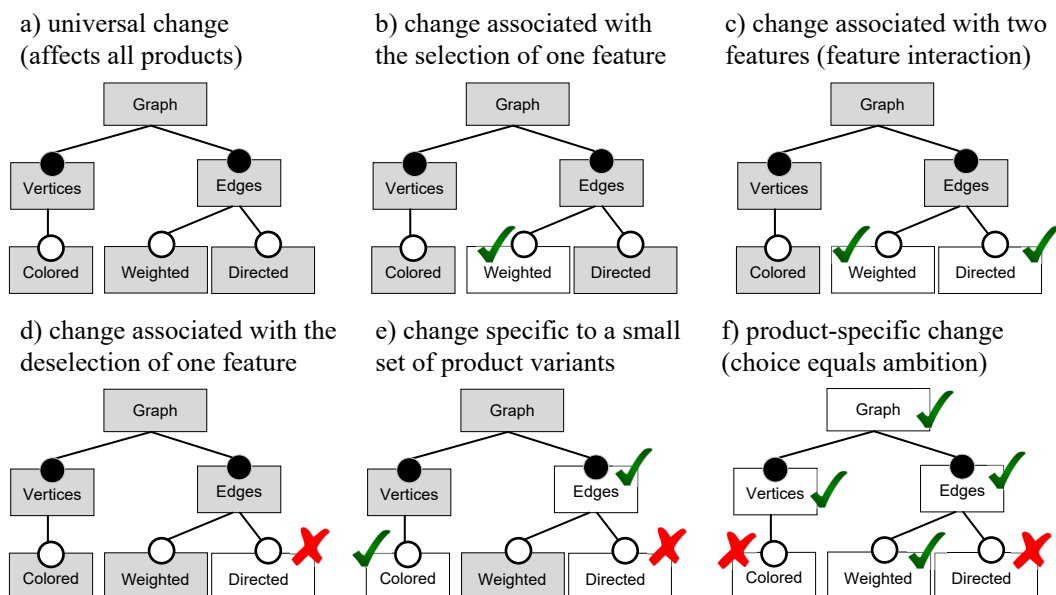 a) universal change
(affects all products)
Graph
Vertices
Edges
Colored
Weighted
Directed
b) change associated with
the selection of one feature
Graph
Vertices
Edges
Colored
Weighted
Directed
c) change associated with two
features (feature interaction)
Graph
Vertices
Edges
Colored
Weighted
Directed
d) change associated with the
deselection of one feature
Graph
Vertices
Edges
Colored
Weighted
Directed
e) change specific to a small
set of product variants
Graph
Vertices
Edges
Colored
Weighted
Directed
f) product-specific change
(choice equals ambition)
Graph
Vertices
Edges
Colored
Weighted
Directed